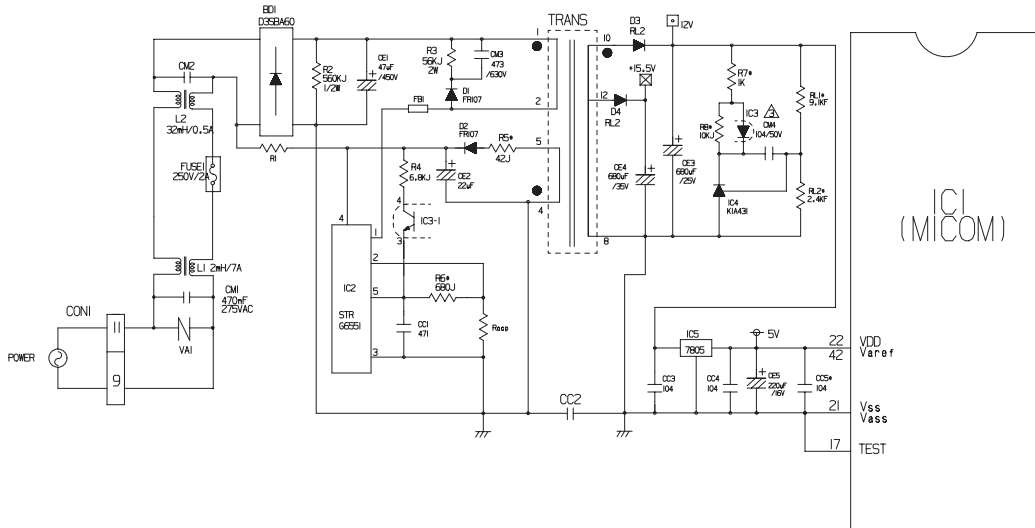 BD1
D3SBA60
CM2
L2
32mH/0.5A
FUSE1
250V/2A
L1 2mH/7A
CM1
470mF
275VAC
VA1
CON1
11
9
POWER
R2
560KJ
1/2W
CE1
47uF
/450V
R3
56KJ
2W
CM3
473
/630V
D1
FR107
FB1
R1
D2
FR107
R5*
42J
R4
6.8KJ
CE2
22uF
4
IC3-1
3
4
1
2
5
3
IC2
STR
G6551
R6*
680J
CC1
471
Rocp
TRANS
1
2
5
4
10
12
8
D3
RL2
12V
+15.5V
D4
RL2
CE4
680uF
/35V
CE3
680uF
/25V
R7*
1K
R8*
10KJ
IC3
3
CM4
104/50V
IC4
KIA431
RL1*
9.1KF
RL2*
2.4KF
CC2
IC5
7805
5V
CC3
104
CC4
104
CE5
220uF
/16V
CC5*
104
IC1
(MICOM)
22
42
VDD
Varef
21
Vss
Vass
17
TEST